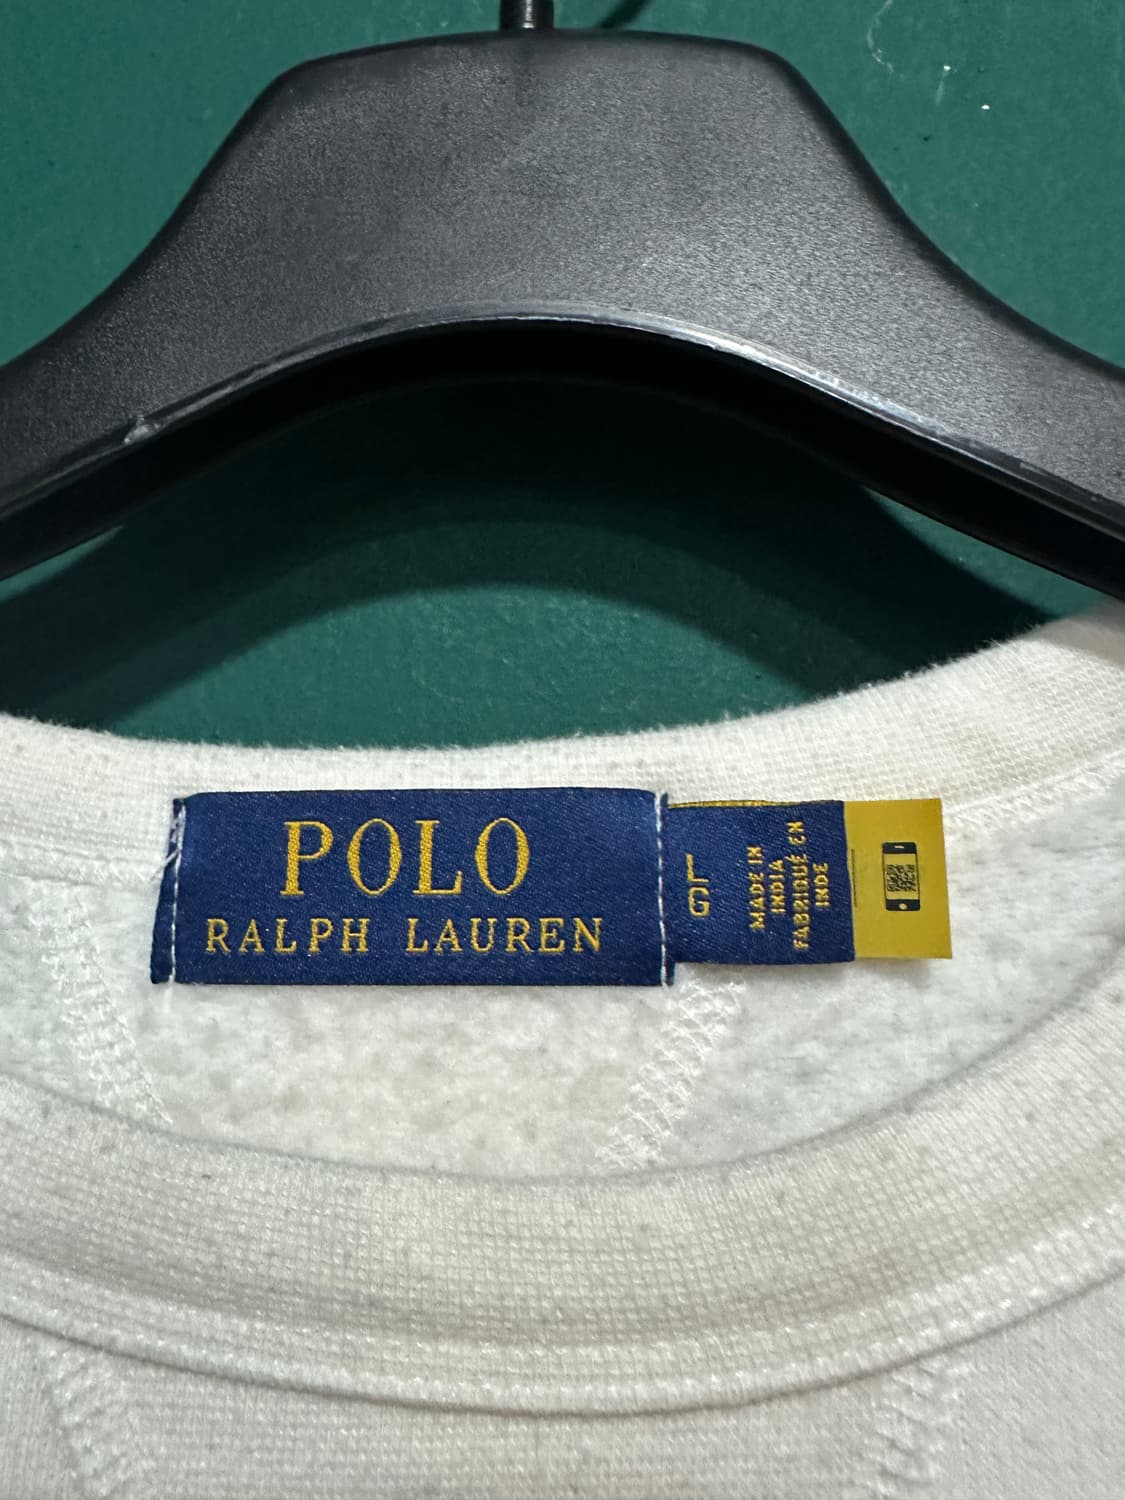 POLO
RALPH LAUREN
L
G
MADE IN
INDIA
FABRIQUÉ EN
INDE